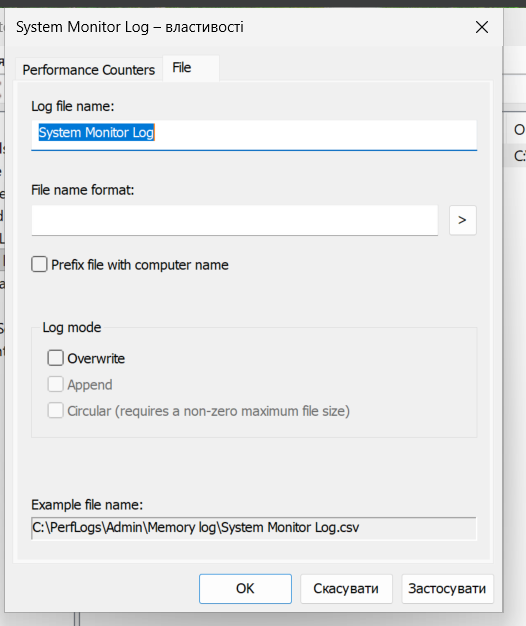 System Monitor Log – властивості
Performance Counters
File
Log file name:
System Monitor Log
File name format:
>
Prefix file with computer name
Log mode
Overwrite
Append
Circular (requires a non-zero maximum file size)
Example file name:
C:\PerfLogs\Admin\Memory log\System Monitor Log.csv
OK
Скасувати
Застосувати
C: